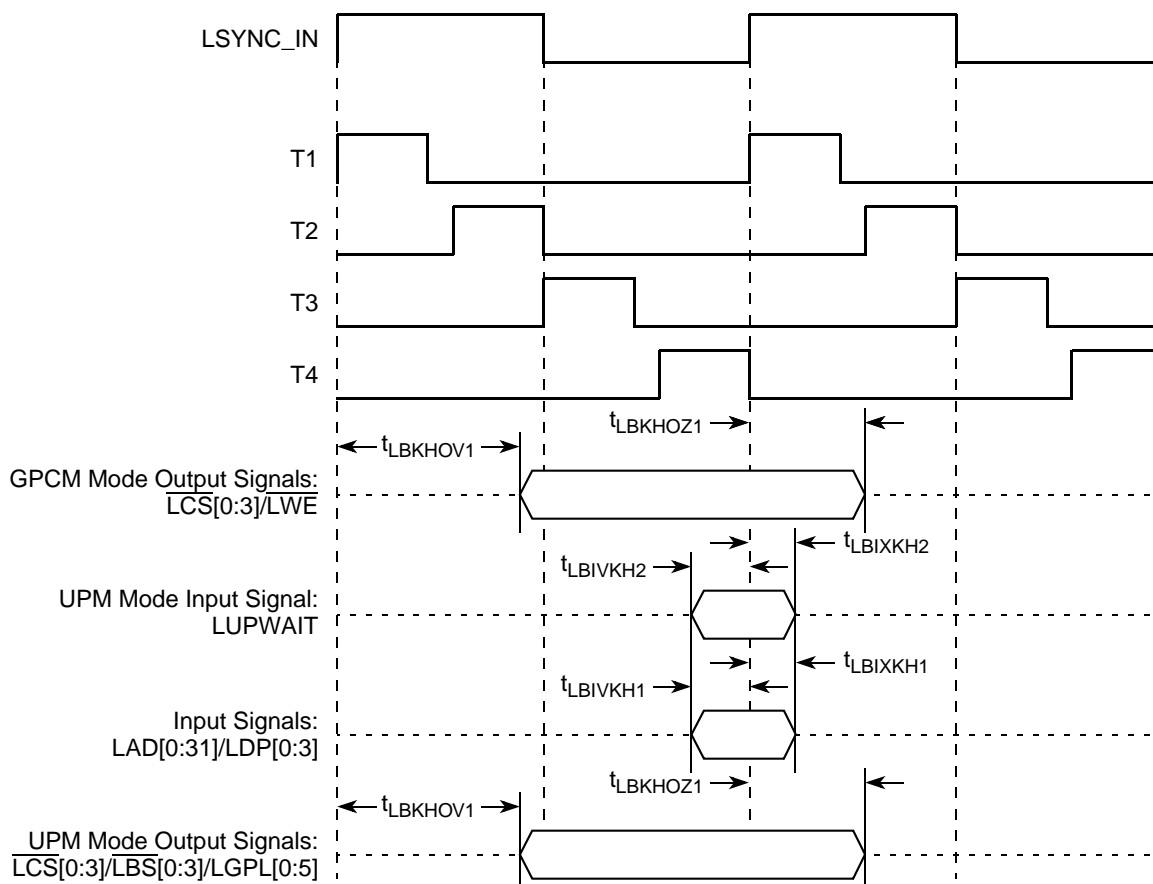 LSYNC_IN
T1
T2
T3
T4
tLBKHOZ1
tLBKHOV1
GPCM Mode Output Signals:
LCS[0:3]/LWE
tLBIXKH2
tLBIVKH2
UPM Mode Input Signal:
LUPWAIT
tLBIXKH1
tLBIVKH1
Input Signals:
LAD[0:31]/LDP[0:3]
tLBKHOZ1
tLBKHOV1
UPM Mode Output Signals:
LCS[0:3]/LBS[0:3]/LGPL[0:5]